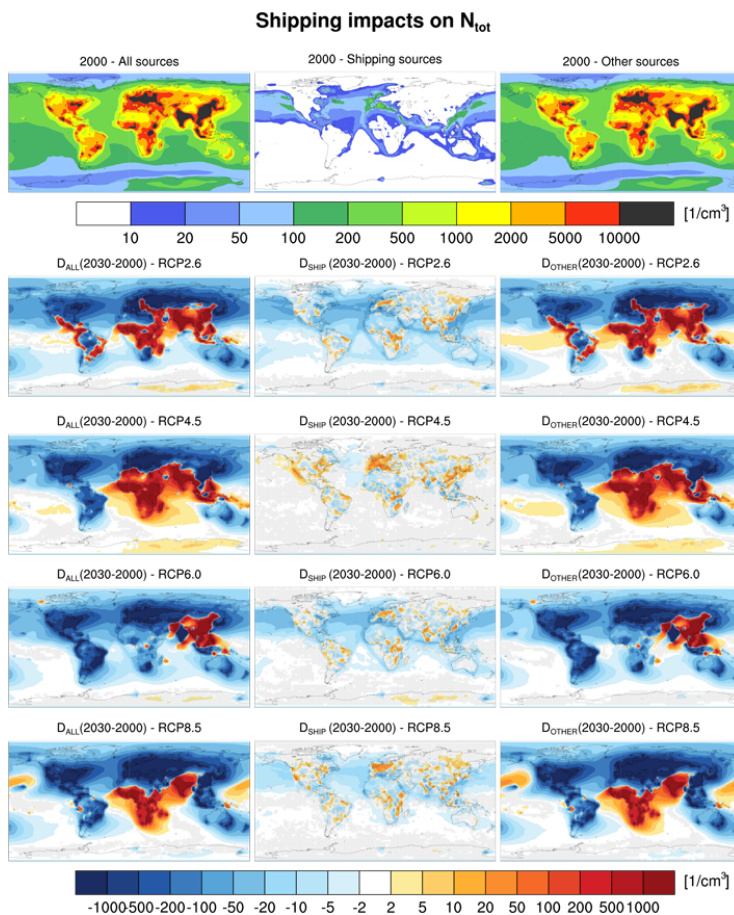 Shipping impacts on Ntot
2000 - All sources
2000 - Shipping sources
2000 - Other sources
[1/cm³]
10 20 50 100 200 500 1000 2000 5000 10000
DALL(2030-2000) - RCP2.6
DSHIP(2030-2000) - RCP2.6
DOTHER(2030-2000) - RCP2.6
DALL(2030-2000) - RCP4.5
DSHIP(2030-2000) - RCP4.5
DOTHER(2030-2000) - RCP4.5
DALL(2030-2000) - RCP6.0
DSHIP(2030-2000) - RCP6.0
DOTHER(2030-2000) - RCP6.0
DALL(2030-2000) - RCP8.5
DSHIP(2030-2000) - RCP8.5
DOTHER(2030-2000) - RCP8.5
[1/cm³]
-1000 -500 -200 -100 -50 -20 -10 -5 -2 2 5 10 20 50 100 200 500 1000